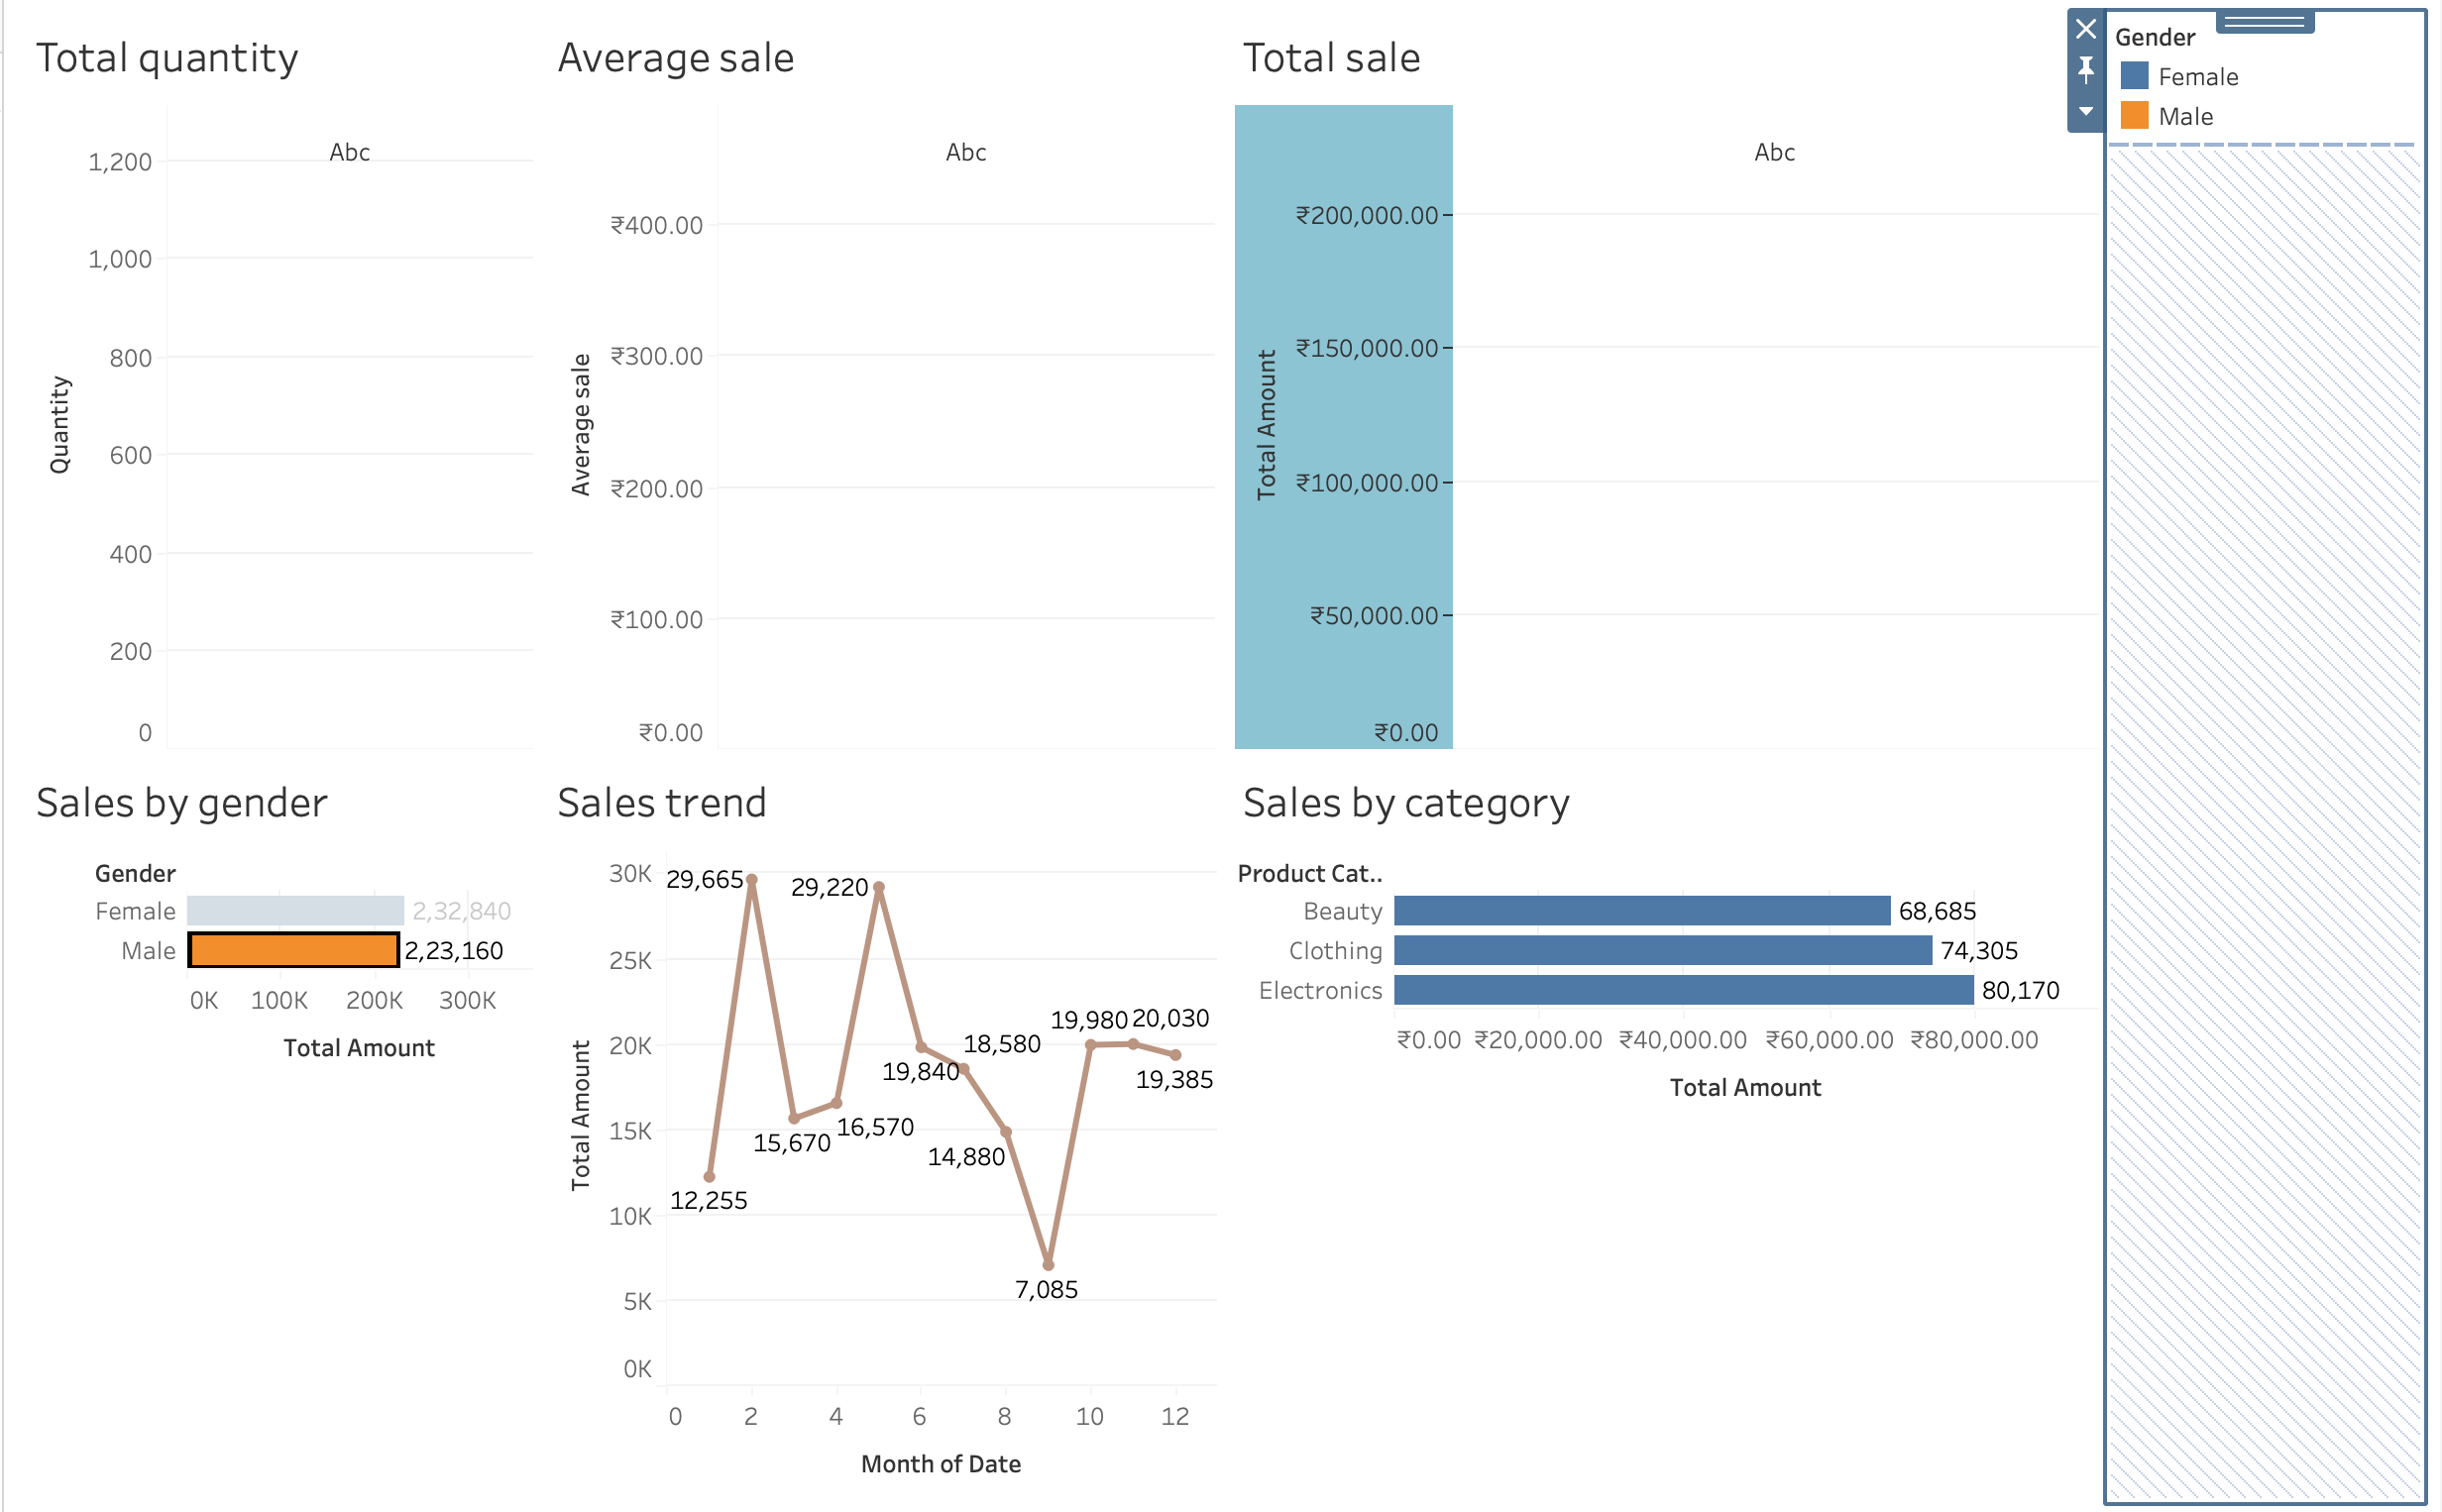 Total quantity
Abc
1,200
1,000
800
600
400
200
0
Quantity
Average sale
Abc
₹400.00
₹300.00
₹200.00
₹100.00
₹0.00
Average sale
Total sale
Abc
₹200,000.00
₹150,000.00
₹100,000.00
₹50,000.00
₹0.00
Total Amount
Gender
Female
Male
Sales by gender
Gender
Female 2,32,840
Male 2,23,160
0K 100K 200K 300K
Total Amount
Sales trend
30K
25K
20K
15K
10K
5K
0K
Total Amount
29,665
29,220
19,980 20,030
18,580
19,840
19,385
16,570
15,670
14,880
12,255
7,085
0 2 4 6 8 10 12
Month of Date
Sales by category
Product Cat..
Beauty 68,685
Clothing 74,305
Electronics 80,170
₹0.00 ₹20,000.00 ₹40,000.00 ₹60,000.00 ₹80,000.00
Total Amount